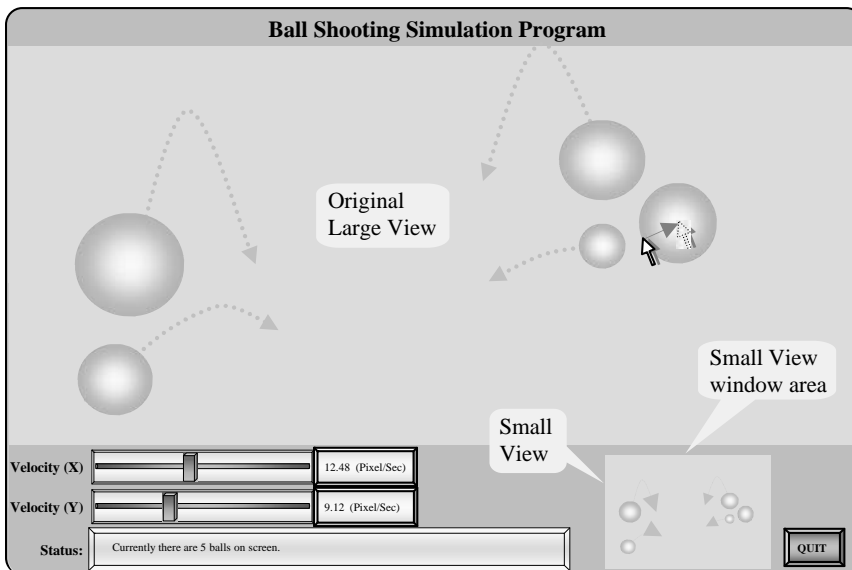 Ball Shooting Simulation Program
Original
Large View
Small View
window area
Small
View
Velocity (X)
12.48 (Pixel/Sec)
Velocity (Y)
9.12 (Pixel/Sec)
Status:
Currently there are 5 balls on screen.
QUIT